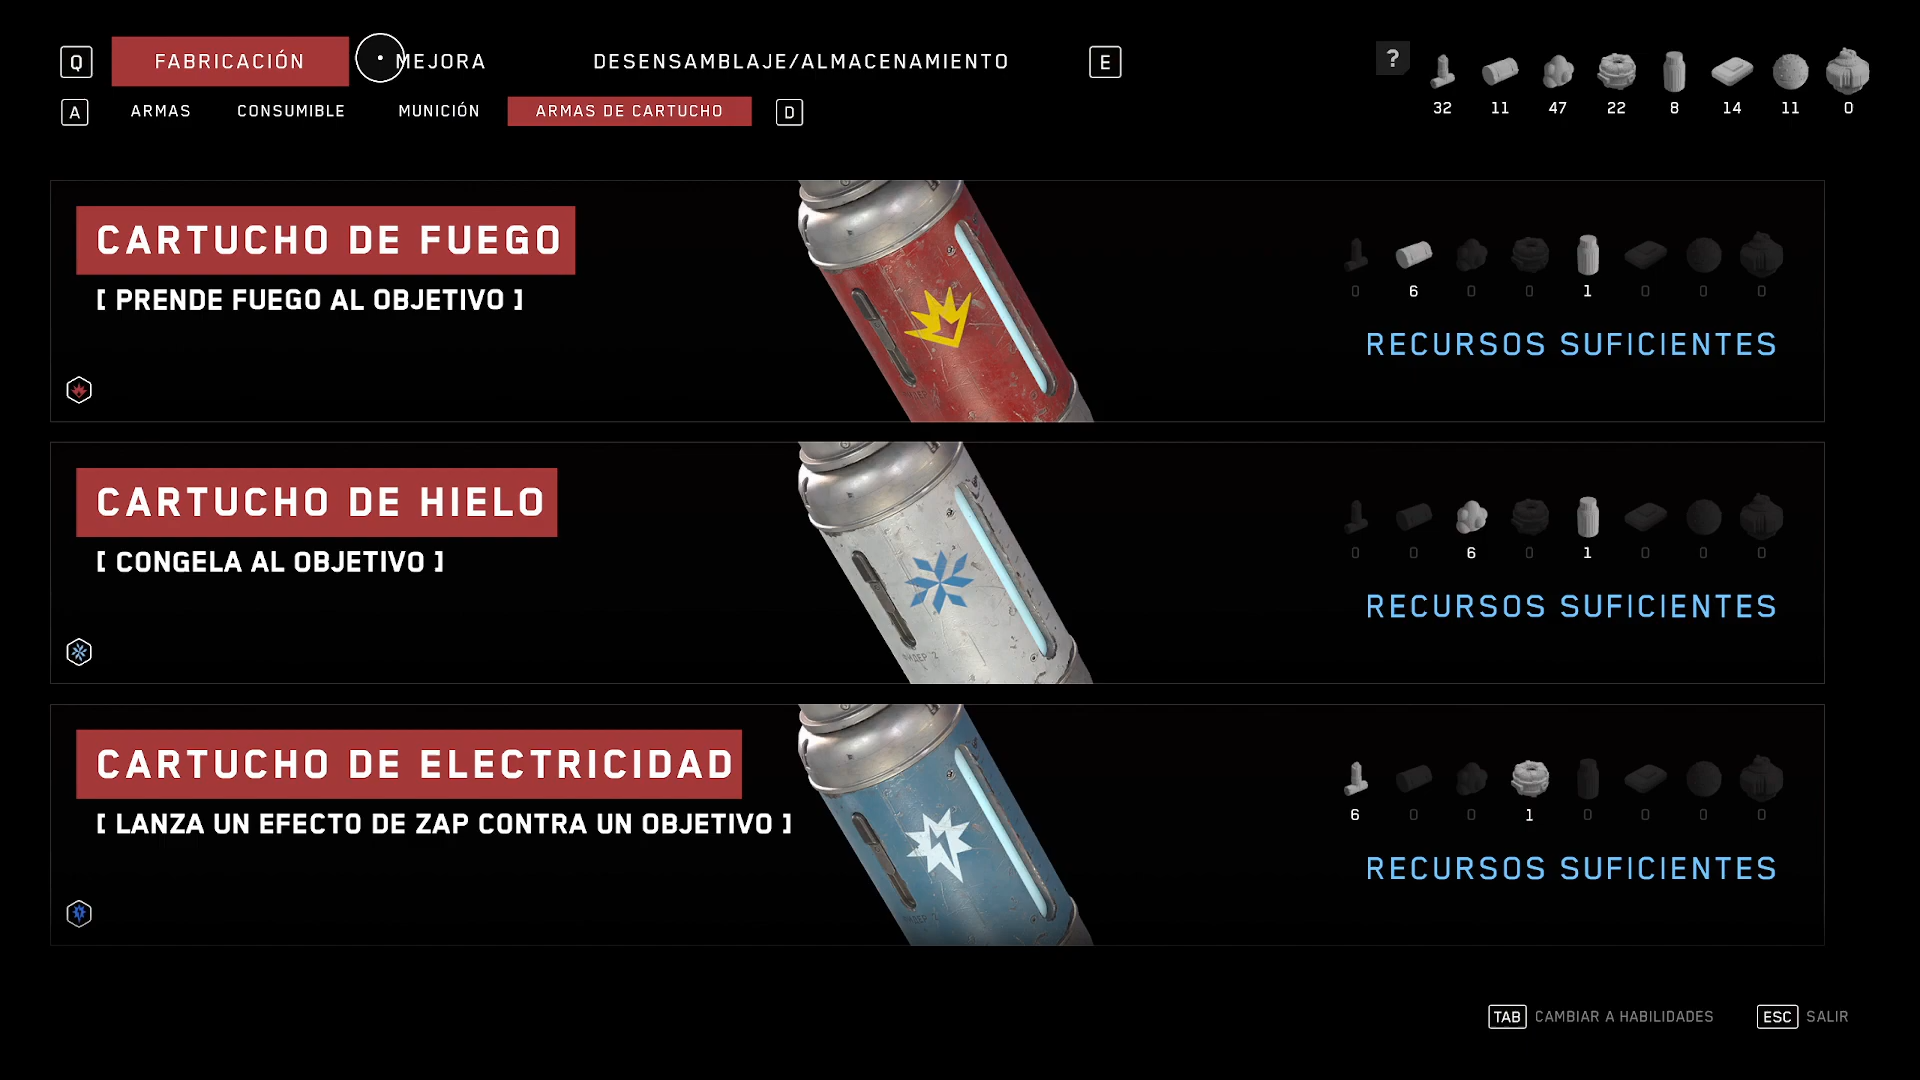 Q FABRICACIÓN MEJORA DESENSAMBLAJE/ALMACENAMIENTO E ?
32 11 47 22 8 14 11 0
A ARMAS CONSUMIBLE MUNICIÓN ARMAS DE CARTUCHO D
CARTUCHO DE FUEGO
[ PRENDE FUEGO AL OBJETIVO ]
0 6 0 0 1 0 0 0
RECURSOS SUFICIENTES
CARTUCHO DE HIELO
[ CONGELA AL OBJETIVO ]
0 0 6 0 1 0 0 0
RECURSOS SUFICIENTES
CARTUCHO DE ELECTRICIDAD
[ LANZA UN EFECTO DE ZAP CONTRA UN OBJETIVO ]
6 0 0 1 0 0 0 0
RECURSOS SUFICIENTES
TAB CAMBIAR A HABILIDADES ESC SALIR